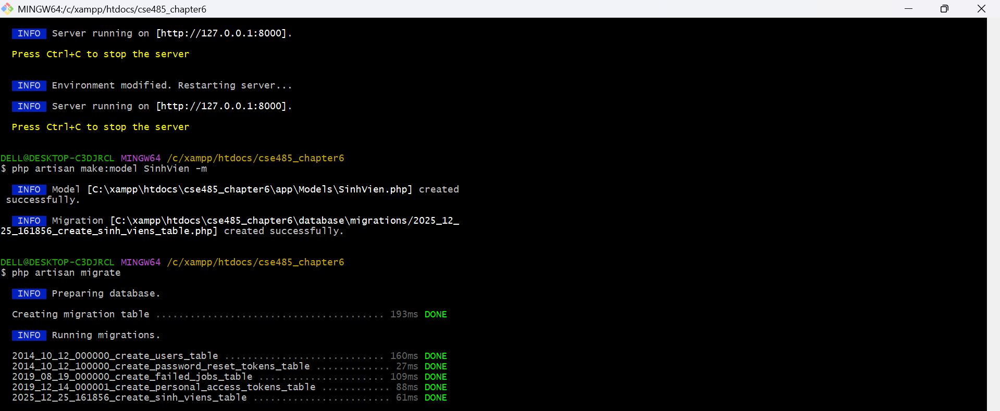 MINGW64:/c/xampp/htdocs/cse485_chapter6
INFO Server running on [http://127.0.0.1:8000].
Press Ctrl+C to stop the server
INFO Environment modified. Restarting server...
INFO Server running on [http://127.0.0.1:8000].
Press Ctrl+C to stop the server
DELL@DESKTOP-C3DJRCL MINGW64 /c/xampp/htdocs/cse485_chapter6
$ php artisan make:model SinhVien -m
INFO Model [C:\xampp\htdocs\cse485_chapter6\app\Models\SinhVien.php] created
successfully.
INFO Migration [C:\xampp\htdocs\cse485_chapter6\database\migrations/2025_12_
25_161856_create_sinh_viens_table.php] created successfully.
DELL@DESKTOP-C3DJRCL MINGW64 /c/xampp/htdocs/cse485_chapter6
$ php artisan migrate
INFO Preparing database.
Creating migration table ........................................ 193ms DONE
INFO Running migrations.
2014_10_12_000000_create_users_table ............................ 160ms DONE
2014_10_12_100000_create_password_reset_tokens_table ............. 27ms DONE
2019_08_19_000000_create_failed_jobs_table ...................... 109ms DONE
2019_12_14_000001_create_personal_access_tokens_table ............ 88ms DONE
2025_12_25_161856_create_sinh_viens_table ........................ 61ms DONE